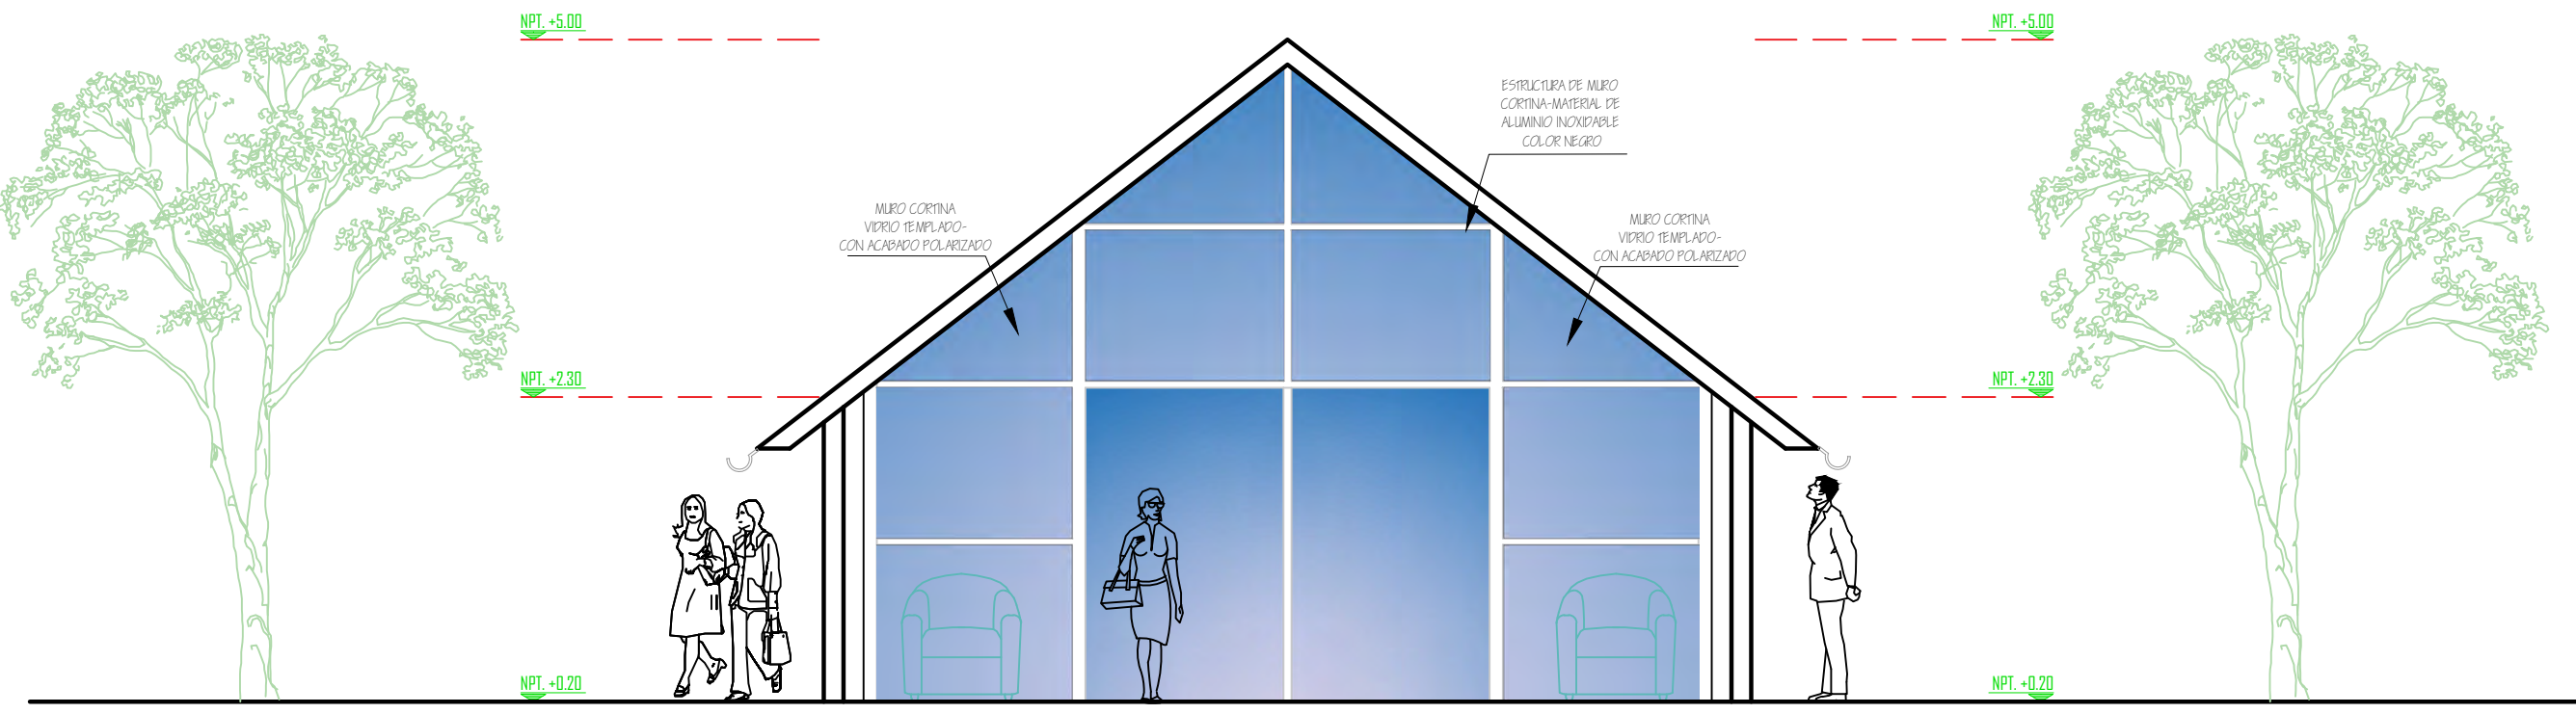 NPT. +5.00
NPT. +5.00
ESTRUCTURA DE MURO
CORTINA-MATERIAL DE
ALUMINIO INOXIDABLE
COLOR NEGRO
MURO CORTINA
VIDRIO TEMPLADO-
CON ACABADO POLARIZADO
MURO CORTINA
VIDRIO TEMPLADO-
CON ACABADO POLARIZADO
NPT. +2.30
NPT. +2.30
NPT. +0.20
NPT. +0.20